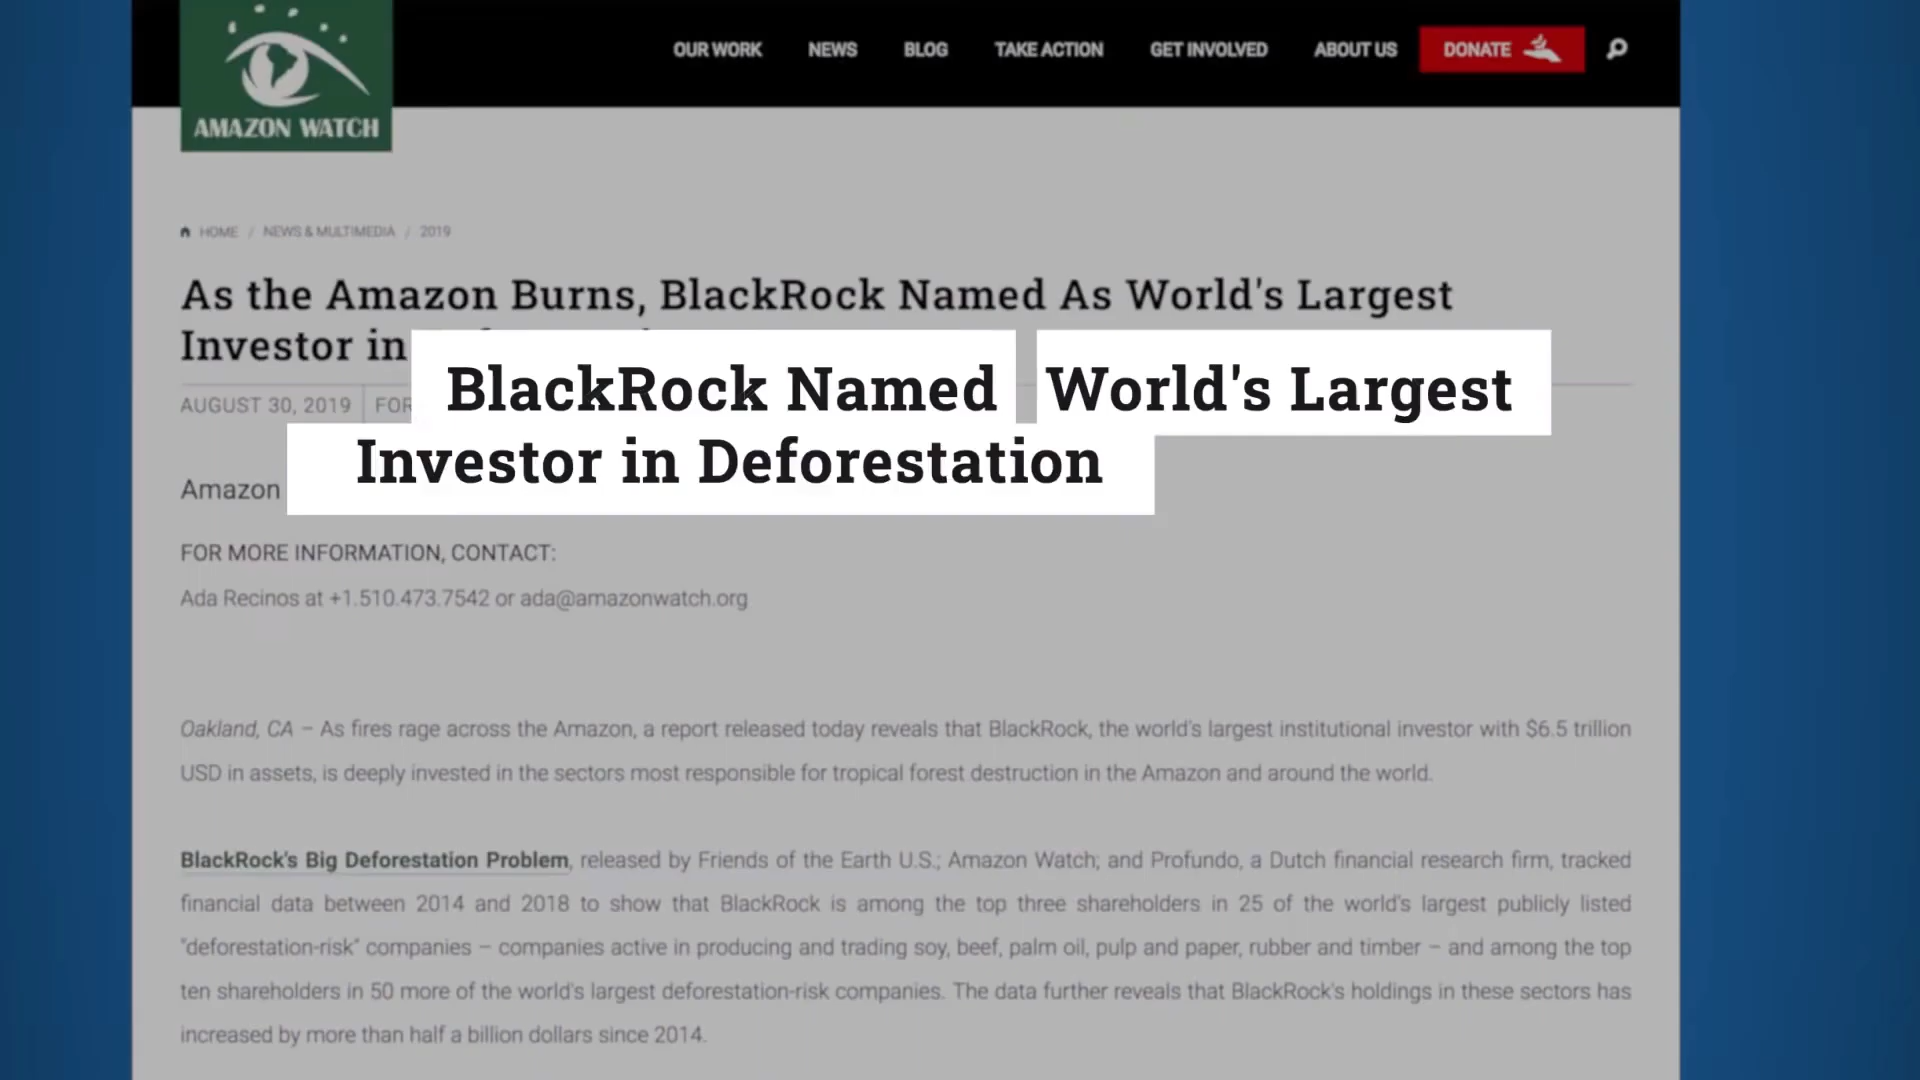 OUR WORK NEWS BLOG TAKE ACTION GET INVOLVED ABOUT US DONATE
AMAZON WATCH
HOME / NEWS & MULTIMEDIA / 2019
As the Amazon Burns, BlackRock Named As World's Largest
Investor in
BlackRock Named World's Largest
AUGUST 30, 2019 FOR
Investor in Deforestation
Amazon
FOR MORE INFORMATION, CONTACT:
Ada Recinos at +1.510.473.7542 or ada@amazonwatch.org
Oakland, CA – As fires rage across the Amazon, a report released today reveals that BlackRock, the world's largest institutional investor with $6.5 trillion
USD in assets, is deeply invested in the sectors most responsible for tropical forest destruction in the Amazon and around the world.
BlackRock's Big Deforestation Problem, released by Friends of the Earth U.S.; Amazon Watch; and Profundo, a Dutch financial research firm, tracked
financial data between 2014 and 2018 to show that BlackRock is among the top three shareholders in 25 of the world's largest publicly listed
"deforestation-risk" companies – companies active in producing and trading soy, beef, palm oil, pulp and paper, rubber and timber – and among the top
ten shareholders in 50 more of the world's largest deforestation-risk companies. The data further reveals that BlackRock's holdings in these sectors has
increased by more than half a billion dollars since 2014.